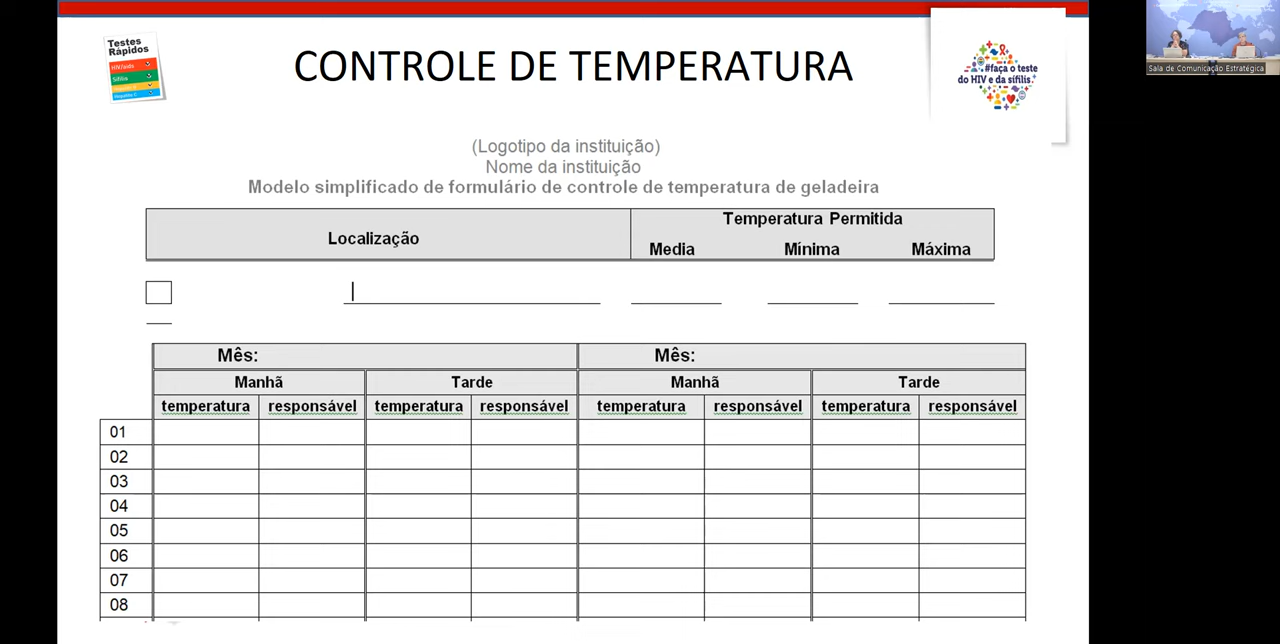 Testes
Rápidos
HIV/aids
Sífilis
Hepatite B
Hepatite C
CONTROLE DE TEMPERATURA
#faça o teste
do HIV e da sífilis.
Sala de Comunicação Estratégica
(Logotipo da instituição)
Nome da instituição
Modelo simplificado de formulário de controle de temperatura de geladeira
Localização
Temperatura Permitida
Media Mínima Máxima
Mês: Mês:
Manhã Tarde Manhã Tarde
temperatura responsável temperatura responsável temperatura responsável temperatura responsável
01
02
03
04
05
06
07
08